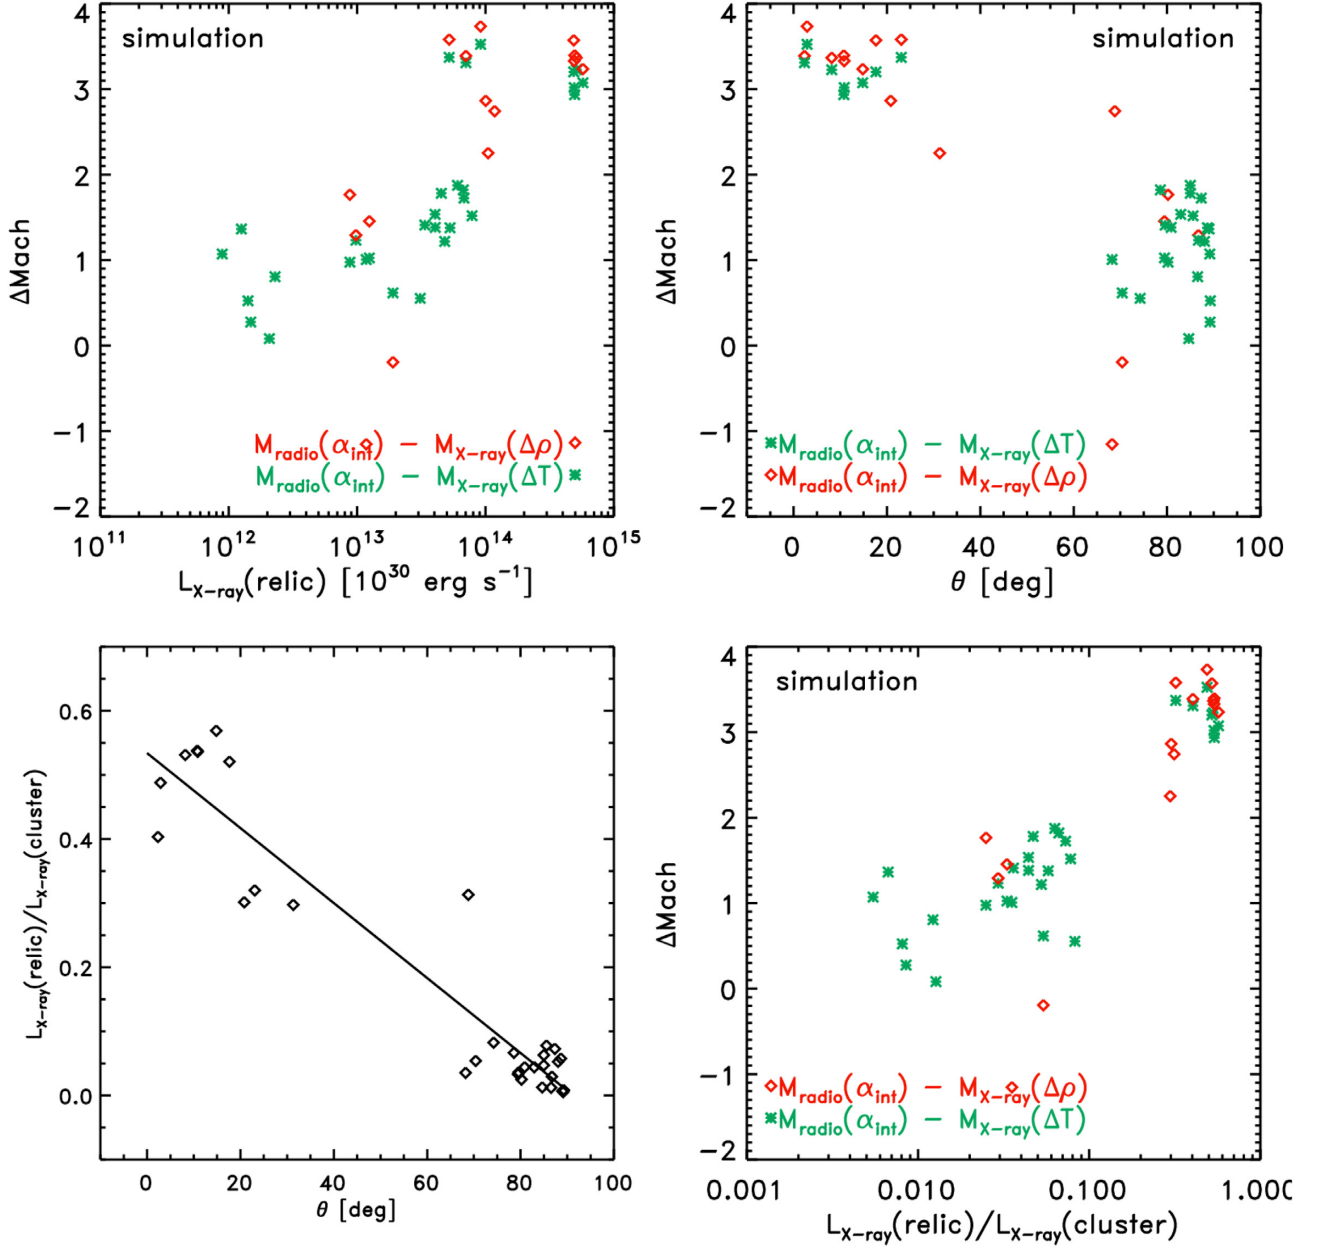 4
simulation
3
2
1
0
−1
−2
ΔMach
M_radio(α_int) − M_X−ray(Δρ)
M_radio(α_int) − M_X−ray(ΔT)
10^11 10^12 10^13 10^14 10^15
L_X−ray(relic) [10^30 erg s^−1]
4
simulation
3
2
1
0
−1
−2
ΔMach
M_radio(α_int) − M_X−ray(ΔT)
M_radio(α_int) − M_X−ray(Δρ)
0 20 40 60 80 100
θ [deg]
0.6
0.4
0.2
0.0
L_X−ray(relic)/L_X−ray(cluster)
0 20 40 60 80 100
θ [deg]
4
simulation
3
2
1
0
−1
−2
ΔMach
M_radio(α_int) − M_X−ray(Δρ)
M_radio(α_int) − M_X−ray(ΔT)
0.001 0.010 0.100 1.000
L_X−ray(relic)/L_X−ray(cluster)